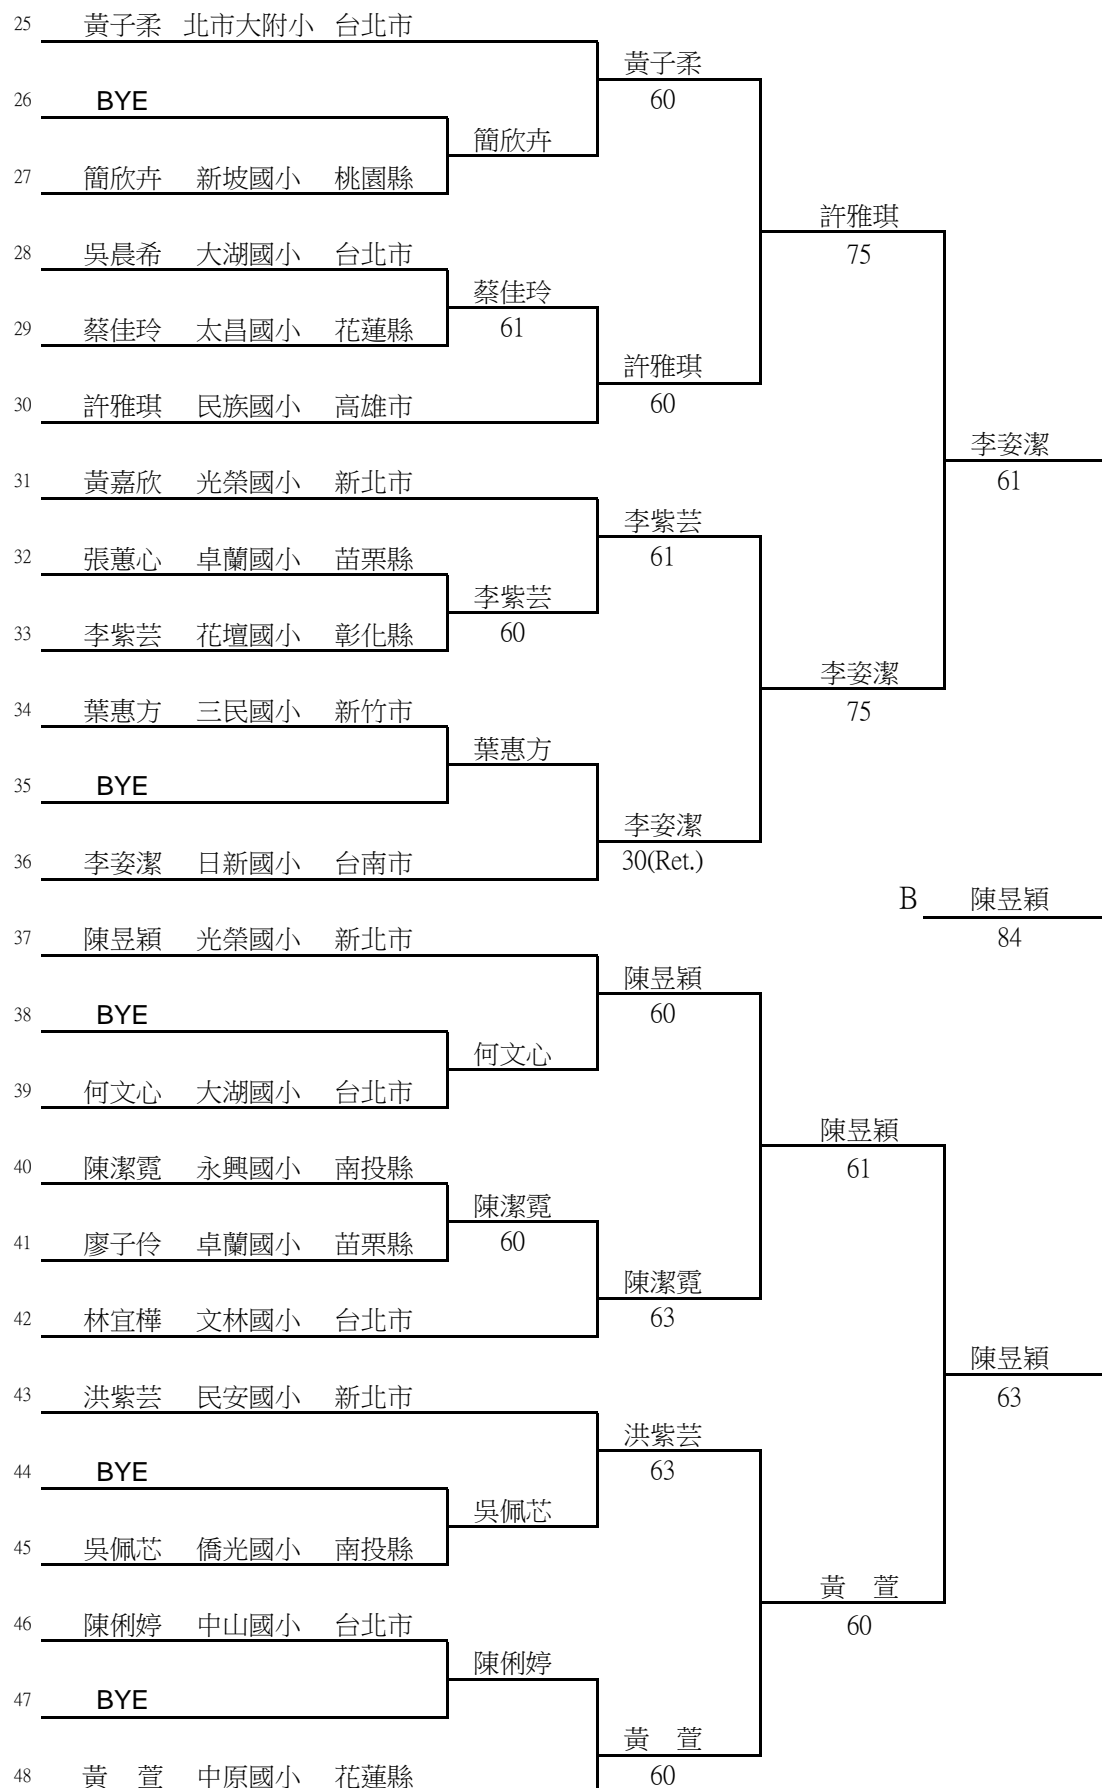 25 黃子柔 北市大附小 台北市
黃子柔
26 BYE
60
簡欣卉
27 簡欣卉 新坡國小 桃園縣
許雅琪
28 吳晨希 大湖國小 台北市
75
蔡佳玲
29 蔡佳玲 太昌國小 花蓮縣
61
許雅琪
30 許雅琪 民族國小 高雄市
60
李姿潔
31 黃嘉欣 光榮國小 新北市
61
李紫芸
32 張蕙心 卓蘭國小 苗栗縣
61
李紫芸
33 李紫芸 花壇國小 彰化縣
60
李姿潔
34 葉惠方 三民國小 新竹市
75
葉惠方
35 BYE
李姿潔
36 李姿潔 日新國小 台南市
30(Ret.)
B 陳昱穎
37 陳昱穎 光榮國小 新北市
84
陳昱穎
38 BYE
60
何文心
39 何文心 大湖國小 台北市
陳昱穎
40 陳潔霓 永興國小 南投縣
61
陳潔霓
41 廖子伶 卓蘭國小 苗栗縣
60
陳潔霓
42 林宜樺 文林國小 台北市
63
陳昱穎
43 洪紫芸 民安國小 新北市
63
洪紫芸
44 BYE
63
吳佩芯
45 吳佩芯 僑光國小 南投縣
黃 萱
46 陳俐婷 中山國小 台北市
60
陳俐婷
47 BYE
黃 萱
48 黃 萱 中原國小 花蓮縣
60